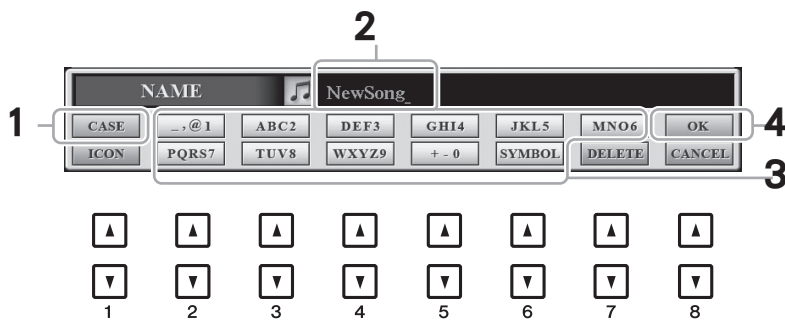 2
NAME NewSong_
1 CASE _,@1 ABC2 DEF3 GHI4 JKL5 MNO6 OK 4
ICON PQRS7 TUV8 WXYZ9 + - 0 SYMBOL DELETE CANCEL
3
1 2 3 4 5 6 7 8